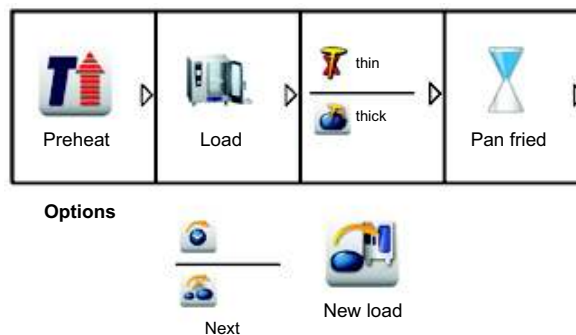 thin
thick
Preheat
Load
Pan fried
Options
Next
New load